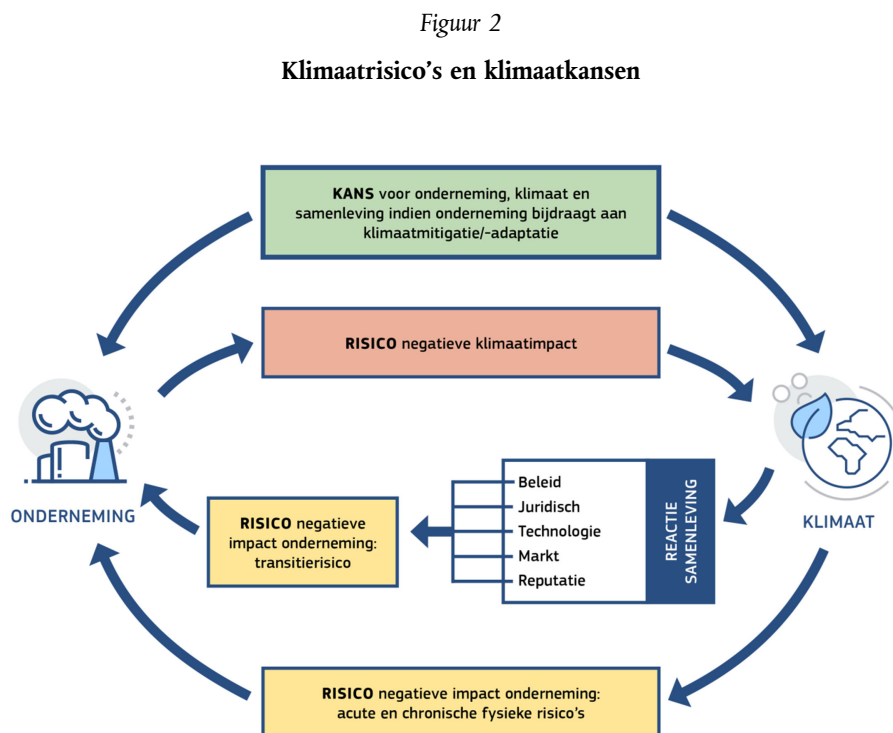 Figuur 2
Klimaatrisico’s en klimaatkansen
KANS voor onderneming, klimaat en
samenleving indien onderneming bijdraagt aan
klimaatmitigatie/-adaptatie
RISICO negatieve klimaatimpact
ONDERNEMING
RISICO negatieve
impact onderneming:
transitierisico
Beleid
Juridisch
Technologie
Markt
Reputatie
REACTIE
SAMENLEVING
KLIMAAT
RISICO negatieve impact onderneming:
acute en chronische fysieke risico’s